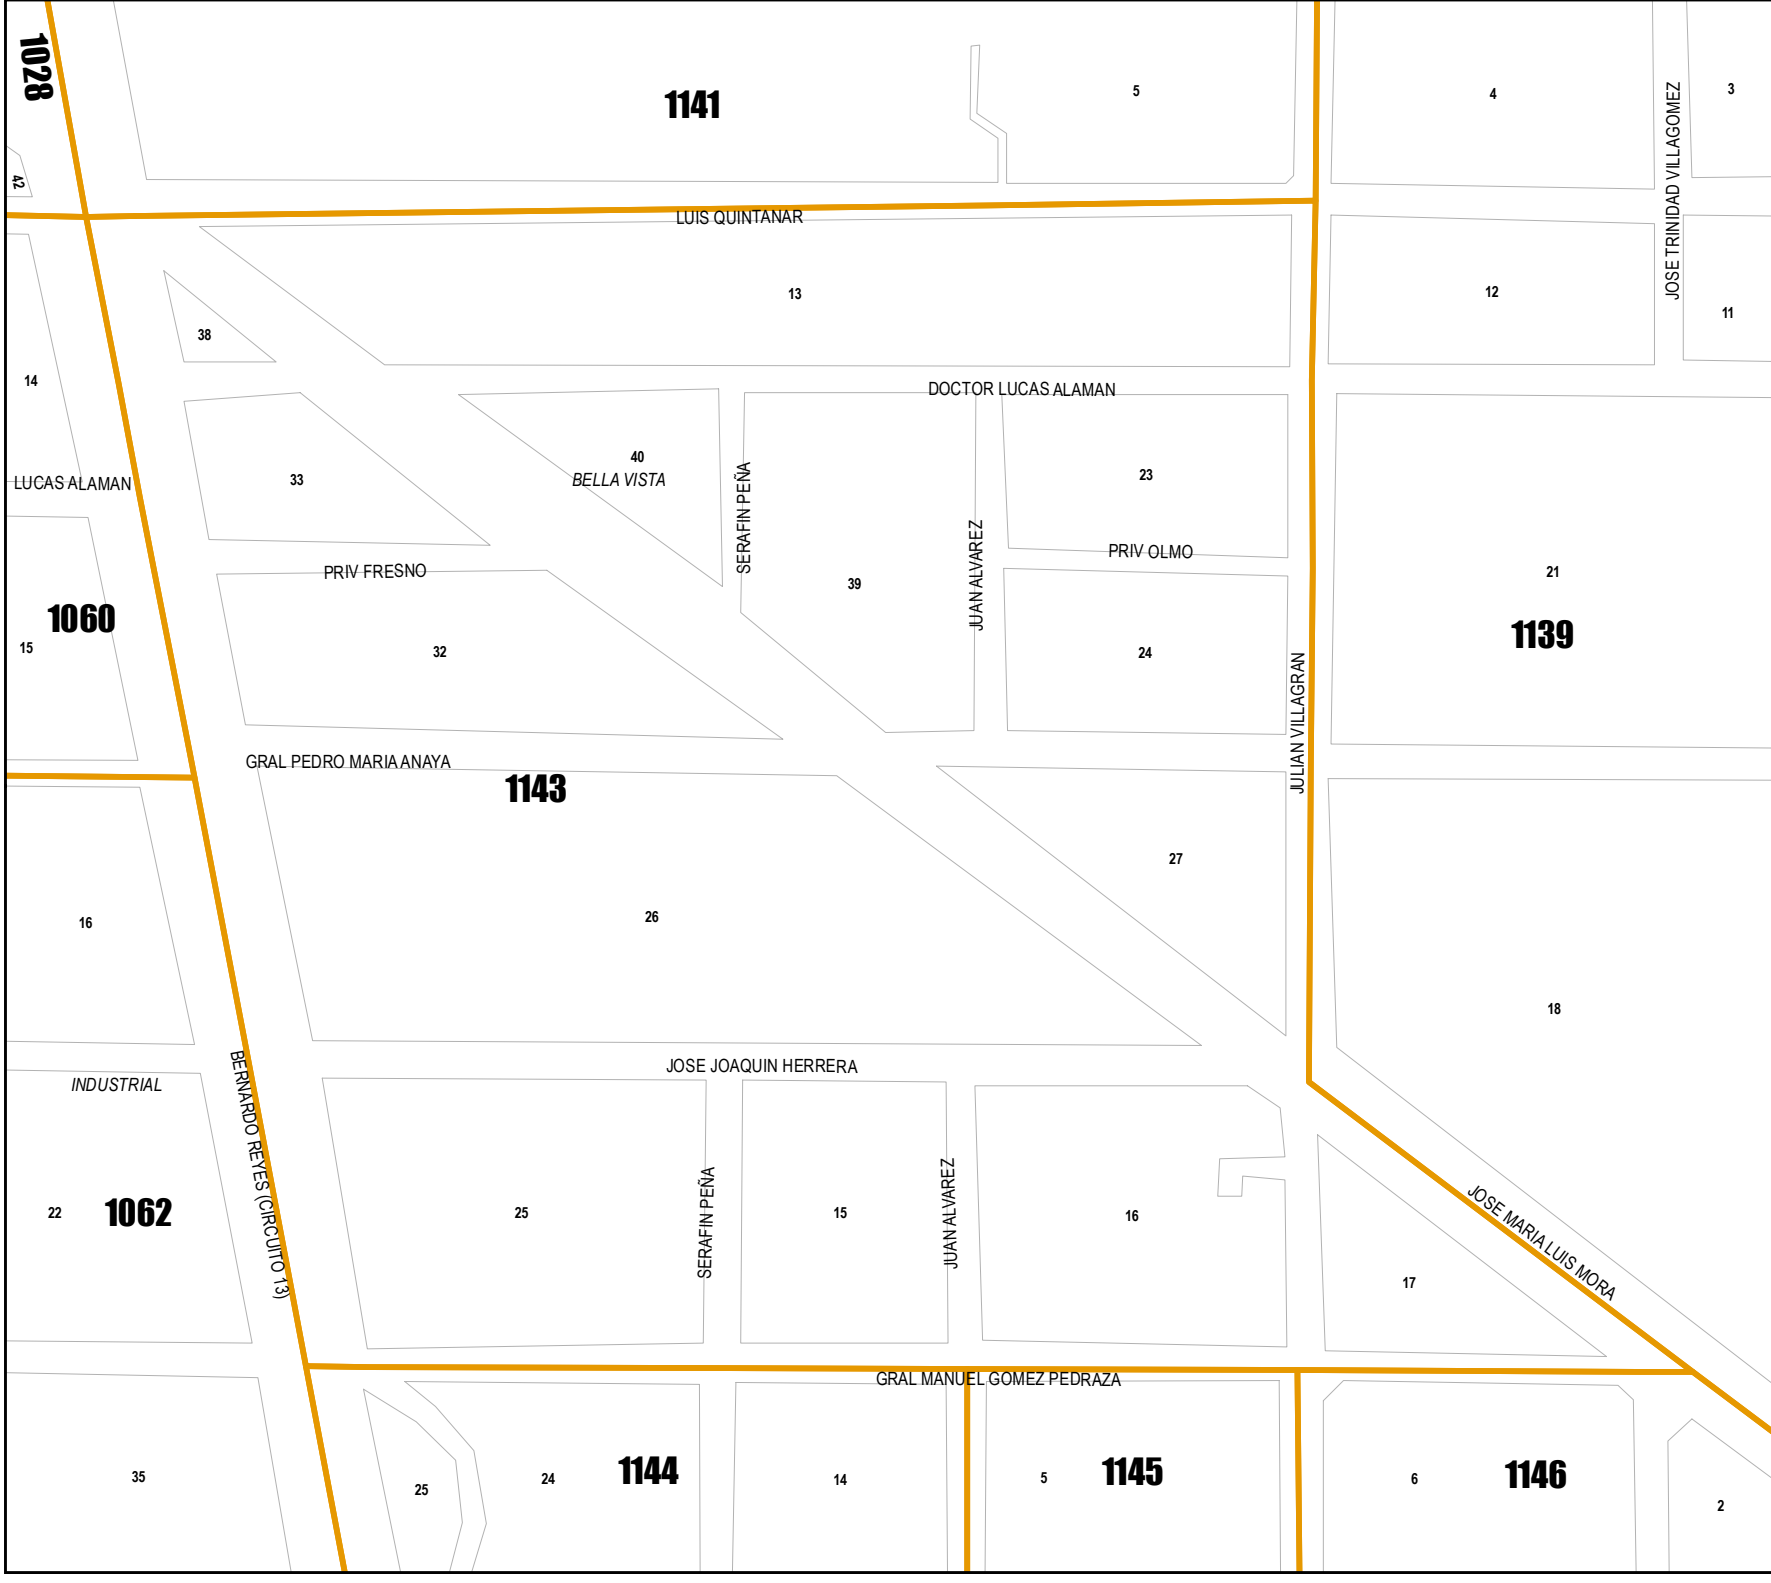 1028
1141
5
4
3
JOSE TRINIDAD VILLAGOMEZ
42
LUIS QUINTANAR
13
12
11
38
14
DOCTOR LUCAS ALAMAN
LUCAS ALAMAN
33
40
BELLA VISTA
SERAFIN PEÑA
23
JUAN ALVAREZ
PRIV OLMO
PRIV FRESNO
39
21
1060
1139
15
32
24
JULIAN VILLAGRAN
GRAL PEDRO MARIA ANAYA
1143
27
16
26
18
JOSE JOAQUIN HERRERA
INDUSTRIAL
BERNARDO REYES (CIRCUITO 13)
22
1062
25
SERAFIN PEÑA
15
JUAN ALVAREZ
16
JOSE MARIA LUIS MORA
17
GRAL MANUEL GOMEZ PEDRAZA
35
25
24
1144
14
5
1145
6
1146
2